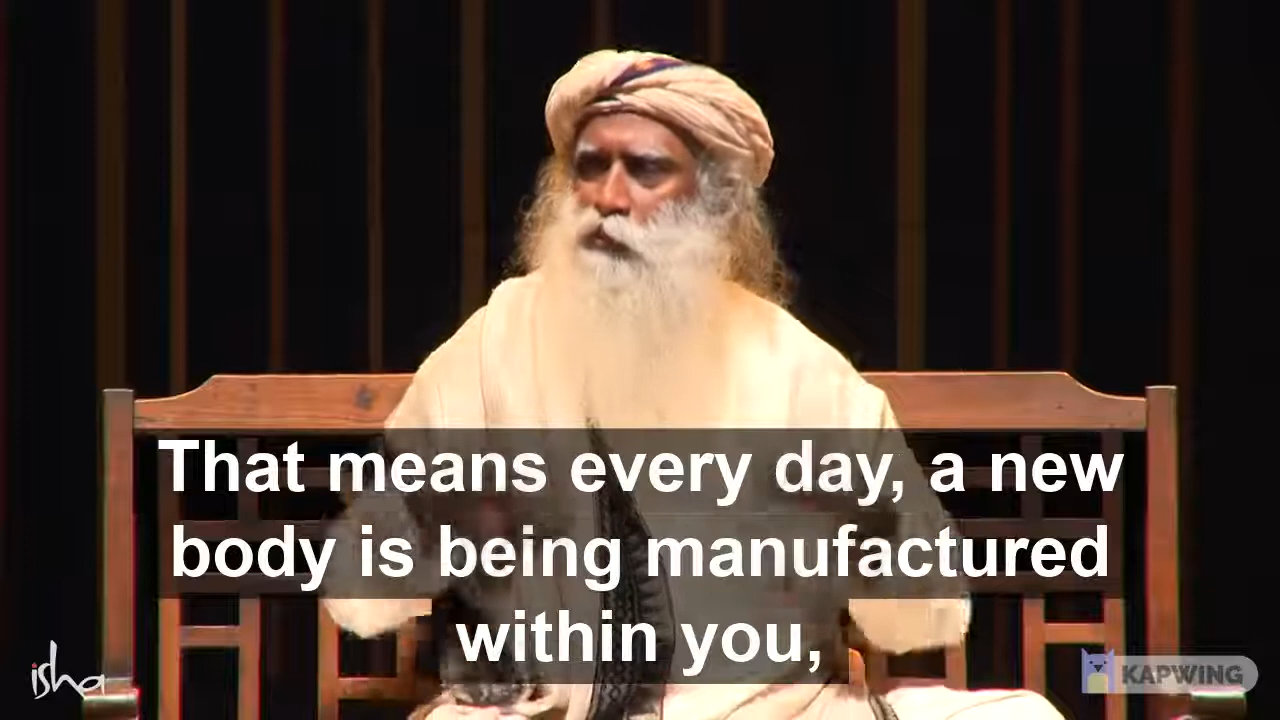 That means every day, a new
body is being manufactured
within you,
isha
KAPWING